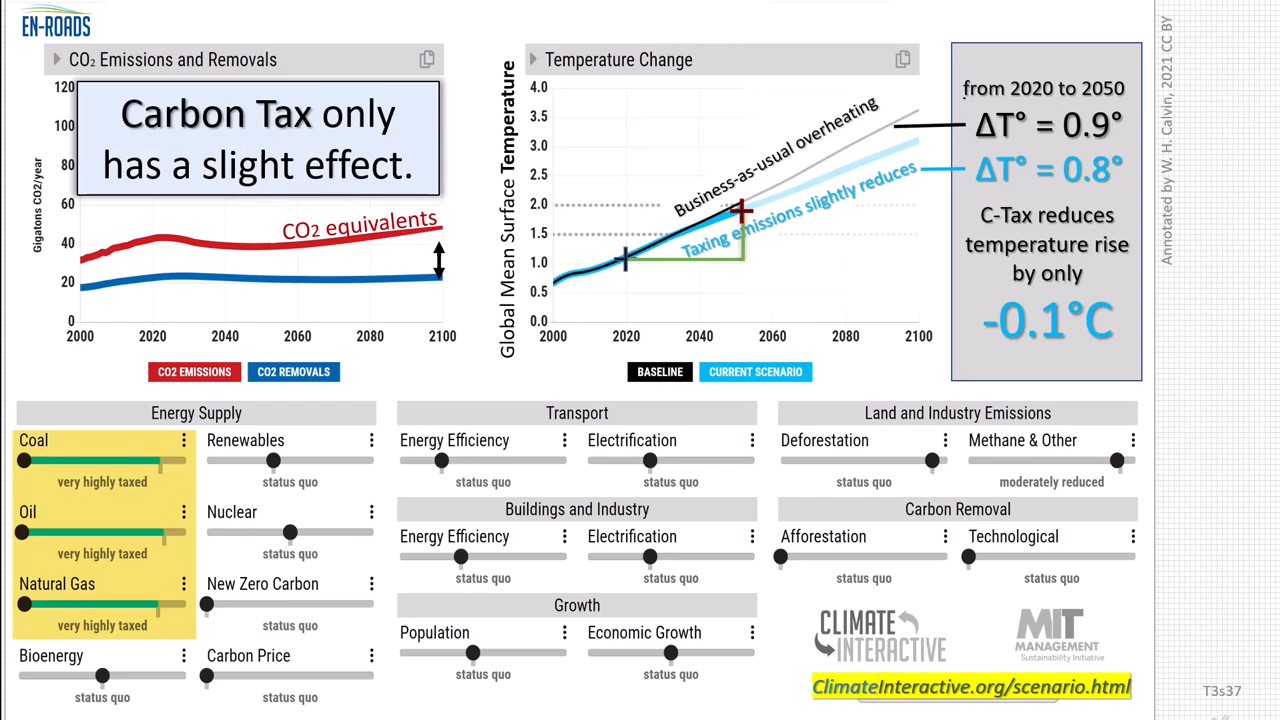 EN-ROADS
CO₂ Emissions and Removals
Carbon Tax only
has a slight effect.
Gigatons CO2/year
120
100
80
60
40
20
0
CO2 equivalents
2000 2020 2040 2060 2080 2100
CO2 EMISSIONS CO2 REMOVALS
Temperature Change
Global Mean Surface Temperature
4.0
3.5
3.0
2.5
2.0
1.5
1.0
0.5
0.0
Business-as-usual overheating
Taxing emissions slightly reduces
2000 2020 2040 2060 2080 2100
BASELINE CURRENT SCENARIO
from 2020 to 2050
ΔT° = 0.9°
ΔT° = 0.8°
C-Tax reduces
temperature rise
by only
-0.1°C
Annotated by W. H. Calvin, 2021 CC BY
Energy Supply
Coal
very highly taxed
Renewables
status quo
Oil
very highly taxed
Nuclear
status quo
Natural Gas
very highly taxed
New Zero Carbon
status quo
Bioenergy
status quo
Carbon Price
status quo
Transport
Energy Efficiency
status quo
Electrification
status quo
Buildings and Industry
Energy Efficiency
status quo
Electrification
status quo
Growth
Population
status quo
Economic Growth
status quo
Land and Industry Emissions
Deforestation
status quo
Methane & Other
moderately reduced
Carbon Removal
Afforestation
status quo
Technological
status quo
CLIMATE
INTERACTIVE
MIT
MANAGEMENT
Sustainability Initiative
ClimateInteractive.org/scenario.html
T3s37